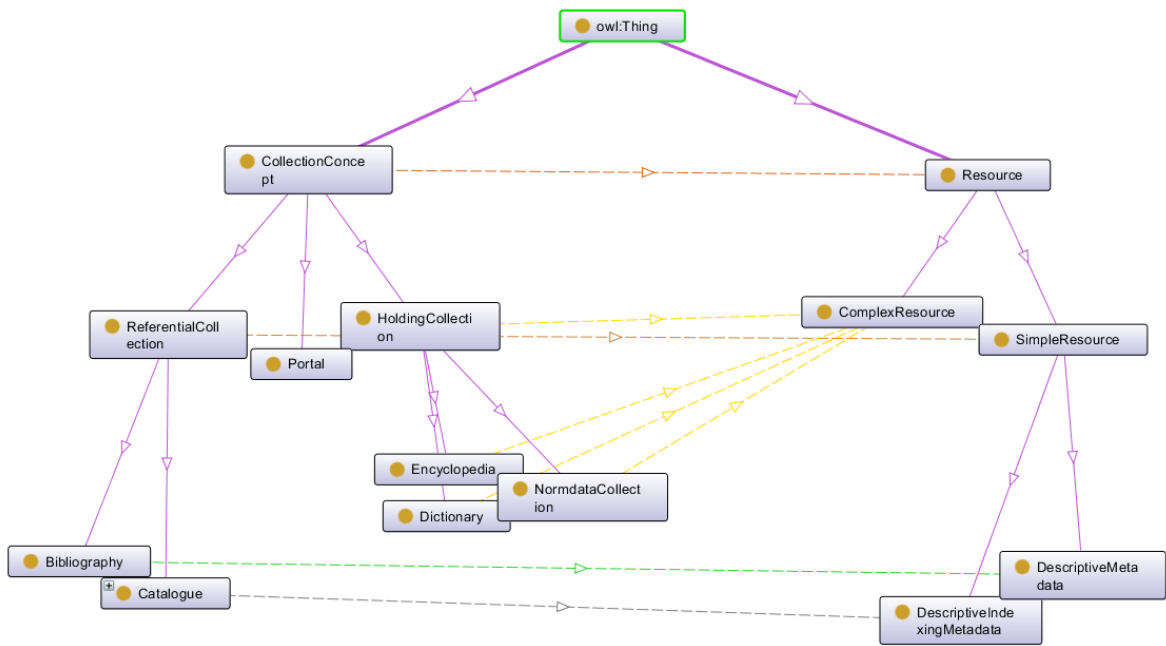 owl:Thing
CollectionConce
pt
Resource
ReferentialColl
ection
HoldingCollecti
on
Portal
ComplexResource
SimpleResource
Encyclopedia
Dictionary
NormdataCollect
ion
Bibliography
Catalogue
DescriptiveMeta
data
DescriptiveInde
xingMetadata